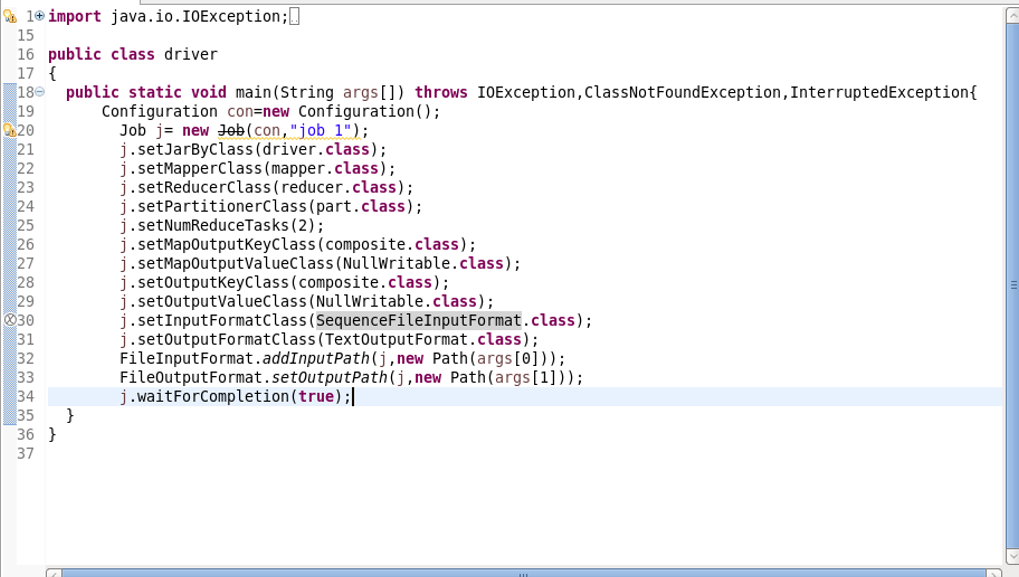 1 import java.io.IOException;
15
16 public class driver
17 {
18 public static void main(String args[]) throws IOException,ClassNotFoundException,InterruptedException{
19 Configuration con=new Configuration();
20 Job j= new Job(con,"job 1");
21 j.setJarByClass(driver.class);
22 j.setMapperClass(mapper.class);
23 j.setReducerClass(reducer.class);
24 j.setPartitionerClass(part.class);
25 j.setNumReduceTasks(2);
26 j.setMapOutputKeyClass(composite.class);
27 j.setMapOutputValueClass(NullWritable.class);
28 j.setOutputKeyClass(composite.class);
29 j.setOutputValueClass(NullWritable.class);
30 j.setInputFormatClass(SequenceFileInputFormat.class);
31 j.setOutputFormatClass(TextOutputFormat.class);
32 FileInputFormat.addInputPath(j,new Path(args[0]));
33 FileOutputFormat.setOutputPath(j,new Path(args[1]));
34 j.waitForCompletion(true);
35 }
36 }
37